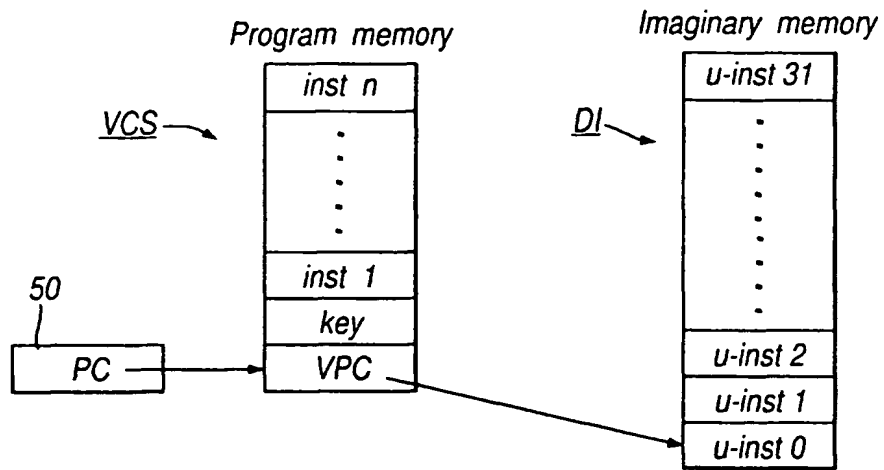 Program memory
Imaginary memory
inst n
u-inst 31
VCS
DI
inst 1
50
key
PC
VPC
u-inst 2
u-inst 1
u-inst 0